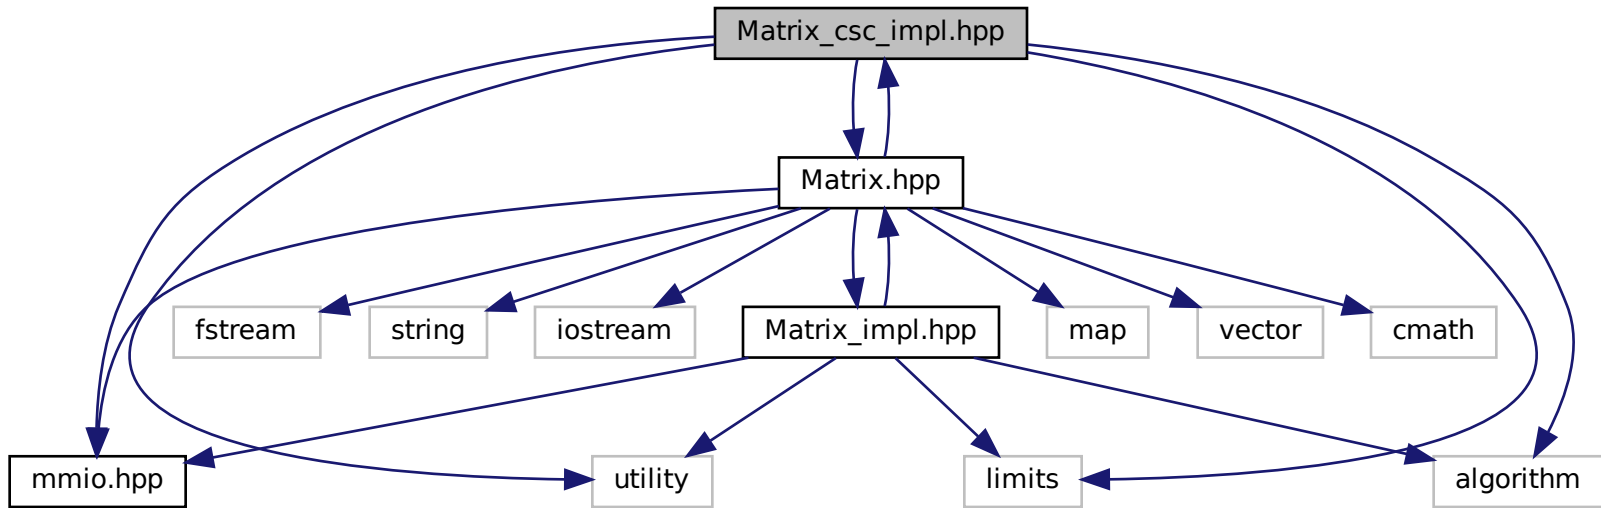 Matrix_csc_impl.hpp
Matrix.hpp
fstream
string
iostream
Matrix_impl.hpp
map
vector
cmath
mmio.hpp
utility
limits
algorithm